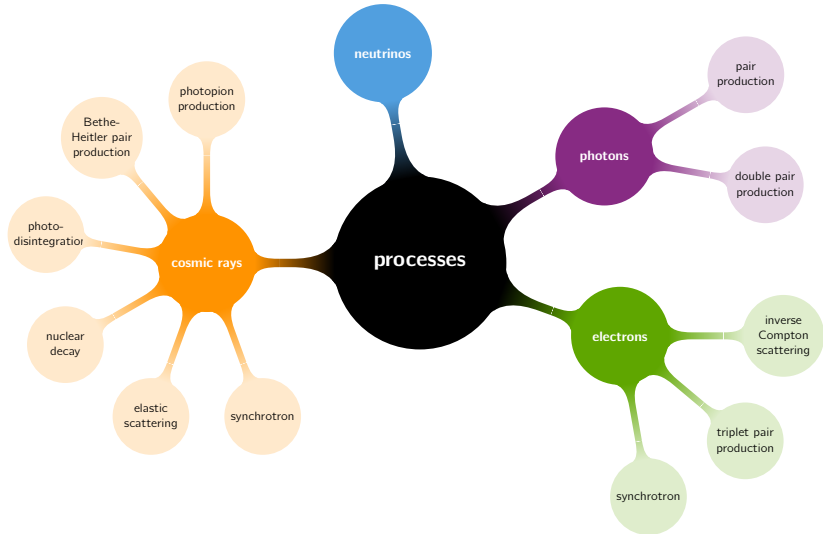 neutrinos
photopion
production
Bethe-
Heitler pair
production
photo-
disintegration
nuclear
decay
elastic
scattering
synchrotron
cosmic rays
processes
photons
pair
production
double pair
production
electrons
inverse
Compton
scattering
triplet pair
production
synchrotron